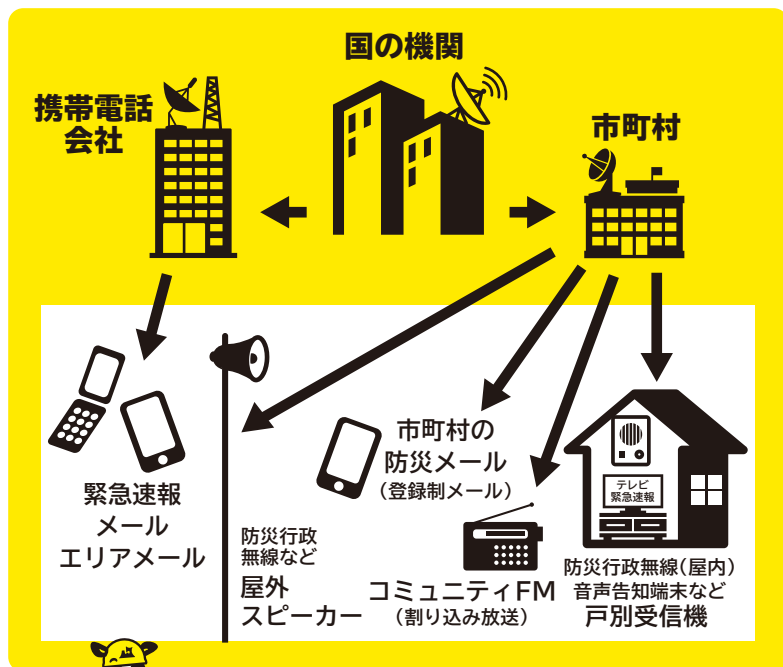 国の機関
携帯電話
会社
市町村
緊急速報
メール
エリアメール
防災行政
無線など
屋外
スピーカー
市町村の
防災メール
（登録制メール）
コミュニティFM
（割り込み放送）
テレビ
緊急速報
防災行政無線（屋内）
音声告知端末など
戸別受信機